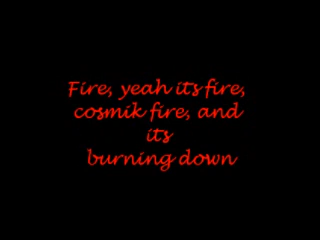 Fire, yeah its fire,
cosmik fire, and
its
burning down